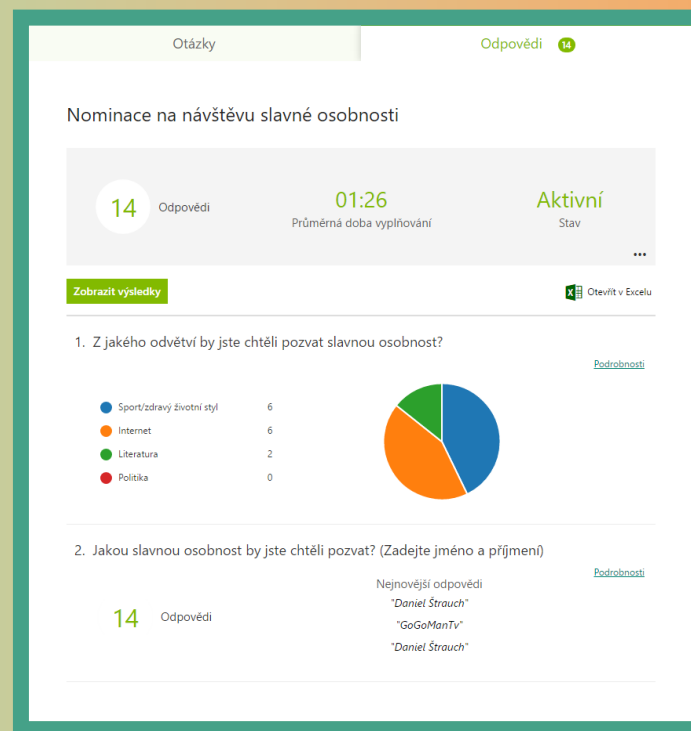 Otázky
Odpovědi 14
Nominace na návštěvu slavné osobnosti
14 Odpovědi
01:26
Průměrná doba vyplňování
Aktivní
Stav
...
Zobrazit výsledky
Otevřít v Excelu
1. Z jakého odvětví by jste chtěli pozvat slavnou osobnost?
Podrobnosti
Sport/zdravý životní styl 6
Internet 6
Literatura 2
Politika 0
2. Jakou slavnou osobnost by jste chtěli pozvat? (Zadejte jméno a příjmení)
Podrobnosti
14 Odpovědi
Nejnovější odpovědi
"Daniel Štrauch"
"GoGoManTv"
"Daniel Štrauch"